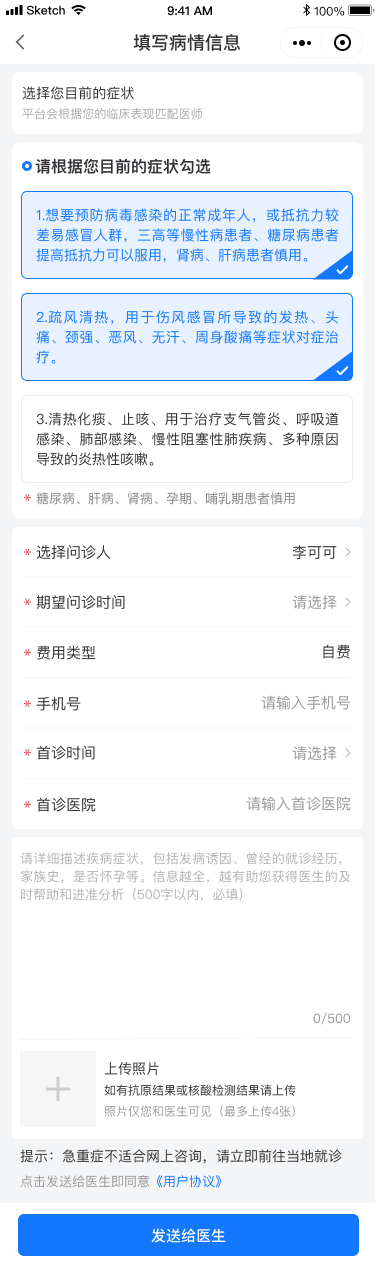 Sketch 9:41 AM 100%
填写病情信息
选择您目前的症状
平台会根据您的临床表现匹配医师
请根据您目前的症状勾选
1.想要预防病毒感染的正常成年人，或抵抗力较
差易感冒人群，三高等慢性病患者、糖尿病患者
提高抵抗力可以服用，肾病、肝病患者慎用。
2.疏风清热，用于伤风感冒所导致的发热、头
痛、颈强、恶风、无汗、周身酸痛等症状对症治
疗。
3.清热化痰、止咳、用于治疗支气管炎、呼吸道
感染、肺部感染、慢性阻塞性肺疾病、多种原因
导致的炎热性咳嗽。
* 糖尿病、肝病、肾病、孕期、哺乳期患者慎用
* 选择问诊人 李可可
* 期望问诊时间 请选择
* 费用类型 自费
* 手机号 请输入手机号
* 首诊时间 请选择
* 首诊医院 请输入首诊医院
请详细描述疾病症状，包括发病诱因、曾经的就诊经历，
家族史，是否怀孕等。信息越全，越有助您获得医生的及
时帮助和进准分析（500字以内，必填）
0/500
上传照片
如有抗原结果或核酸检测结果请上传
照片仅您和医生可见（最多上传4张）
提示：急重症不适合网上咨询，请立即前往当地就诊
点击发送给医生即同意《用户协议》
发送给医生